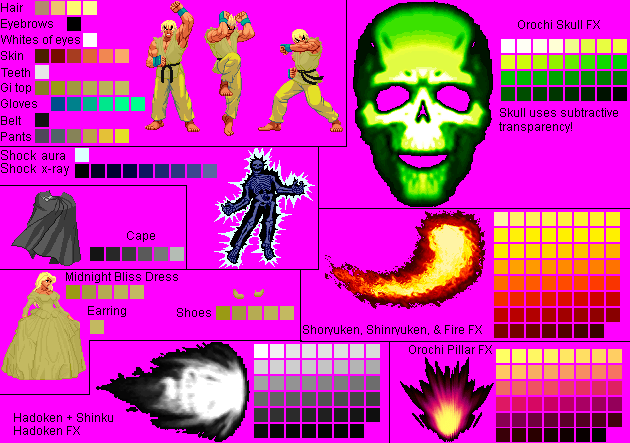 Hair
Eyebrows
Whites of eyes
Skin
Teeth
Gi top
Gloves
Belt
Pants
Orochi Skull FX
Skull uses subtractive
transparency!
Shock aura
Shock x-ray
Cape
Midnight Bliss Dress
Earring
Shoes
Shoryuken, Shinryuken, & Fire FX
Orochi Pillar FX
Hadoken + Shinku
Hadoken FX